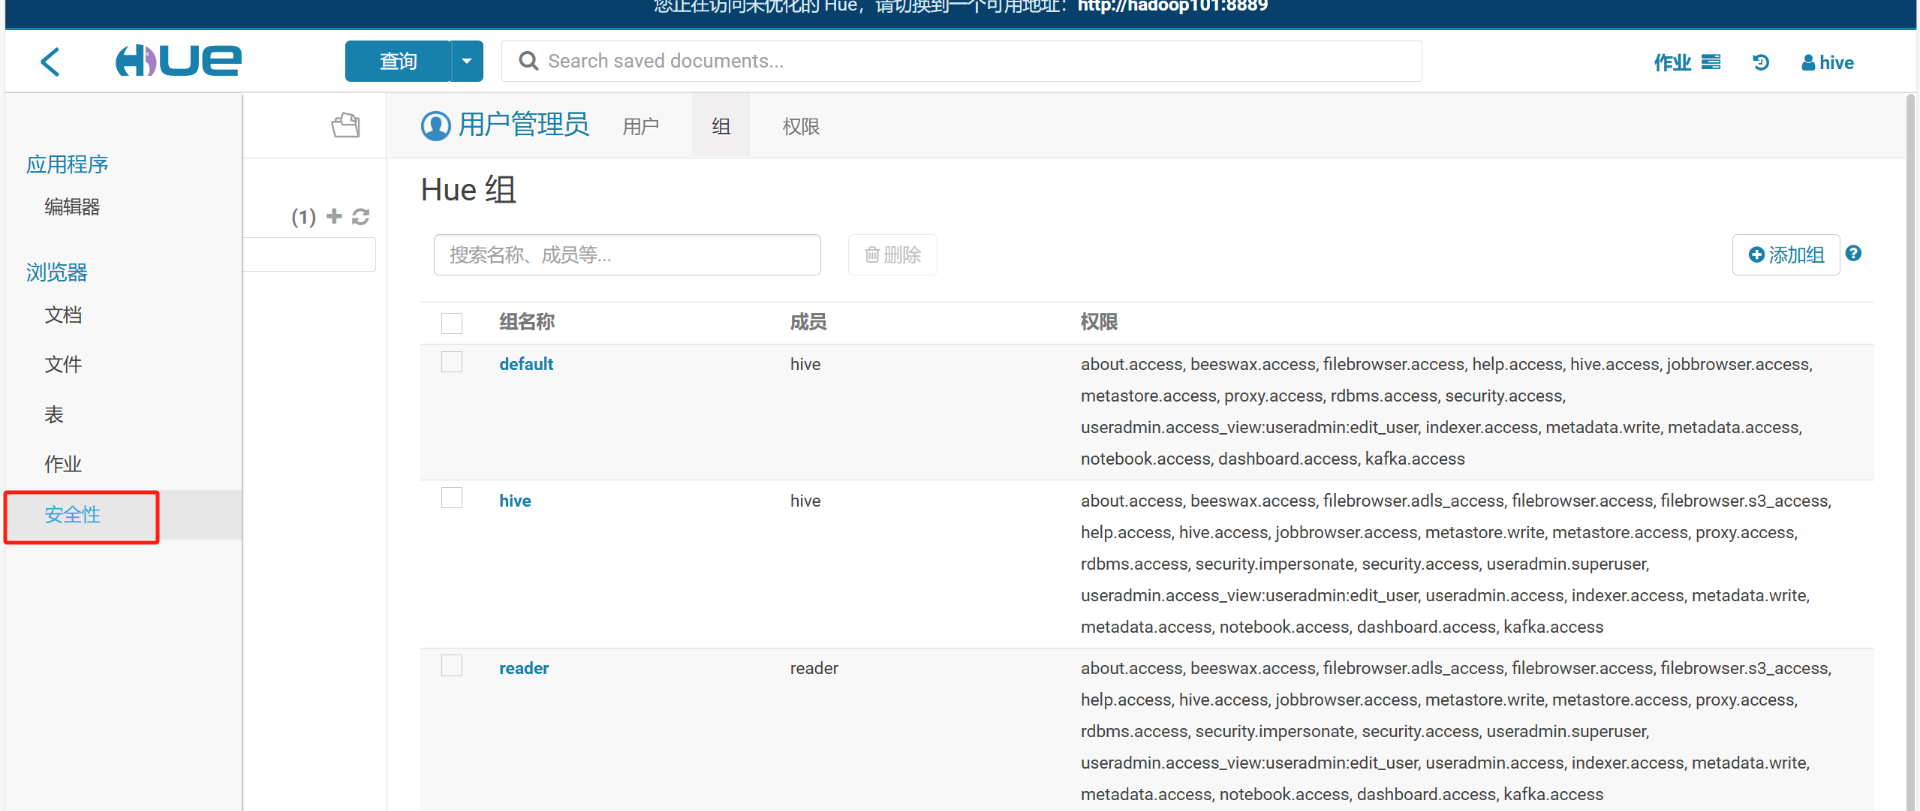 您正在访问未优化的 Hue，请切换到一个可用地址：http://hadoop101:8889
HUE
查询
Search saved documents...
作业
hive
应用程序
编辑器
浏览器
文档
文件
表
作业
安全性
(1)
用户管理员
用户
组
权限
Hue 组
搜索名称、成员等...
删除
添加组
组名称 成员 权限
default hive about.access, beeswax.access, filebrowser.access, help.access, hive.access, jobbrowser.access,
metastore.access, proxy.access, rdbms.access, security.access,
useradmin.access_view:useradmin:edit_user, indexer.access, metadata.write, metadata.access,
notebook.access, dashboard.access, kafka.access
hive hive about.access, beeswax.access, filebrowser.adls_access, filebrowser.access, filebrowser.s3_access,
help.access, hive.access, jobbrowser.access, metastore.write, metastore.access, proxy.access,
rdbms.access, security.impersonate, security.access, useradmin.superuser,
useradmin.access_view:useradmin:edit_user, useradmin.access, indexer.access, metadata.write,
metadata.access, notebook.access, dashboard.access, kafka.access
reader reader about.access, beeswax.access, filebrowser.adls_access, filebrowser.access, filebrowser.s3_access,
help.access, hive.access, jobbrowser.access, metastore.write, metastore.access, proxy.access,
rdbms.access, security.impersonate, security.access, useradmin.superuser,
useradmin.access_view:useradmin:edit_user, useradmin.access, indexer.access, metadata.write,
metadata.access, notebook.access, dashboard.access, kafka.access